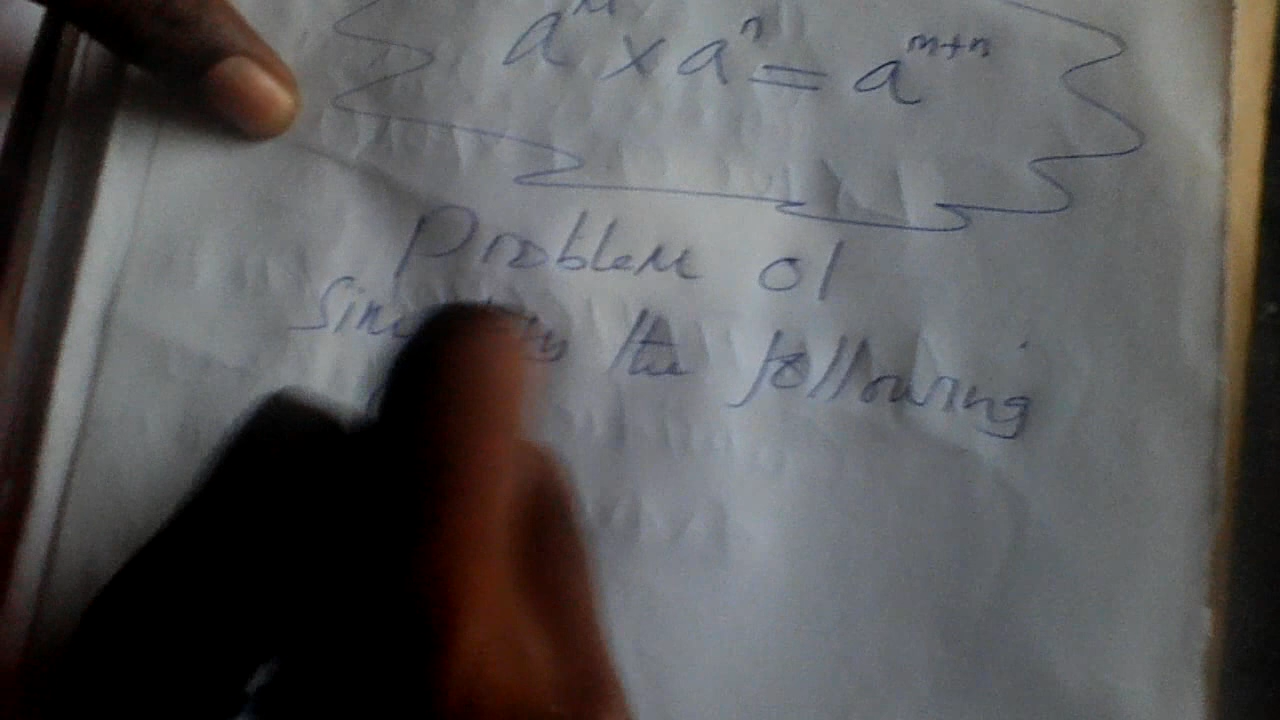 a^m × a^n = a^{m+n}
Problem 01
the following